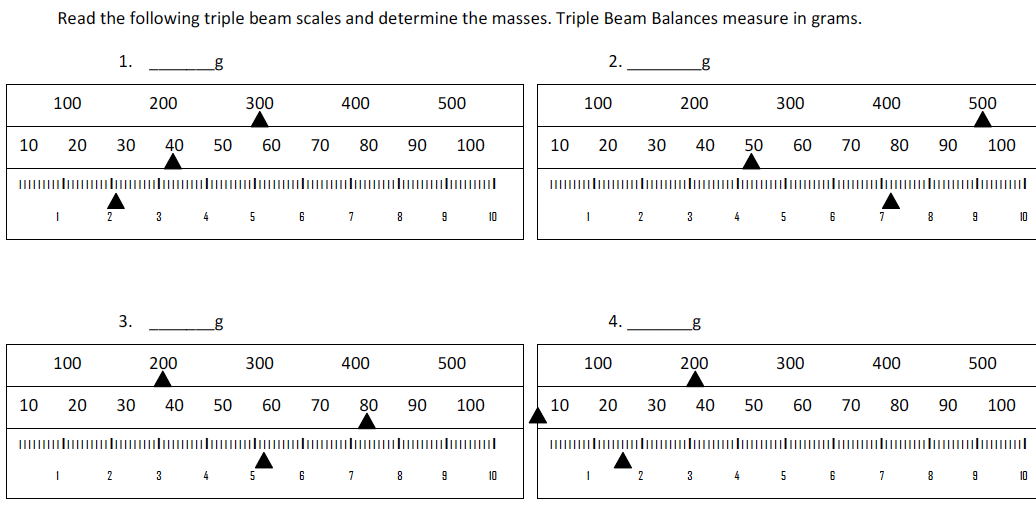 Read the following triple beam scales and determine the masses. Triple Beam Balances measure in grams.
1. _______g
100 200 300 400 500
10 20 30 40 50 60 70 80 90 100
1 2 3 4 5 6 7 8 9 10
2. ________g
100 200 300 400 500
10 20 30 40 50 60 70 80 90 100
1 2 3 4 5 6 7 8 9 10
3. _______g
100 200 300 400 500
10 20 30 40 50 60 70 80 90 100
1 2 3 4 5 6 7 8 9 10
4. _______g
100 200 300 400 500
10 20 30 40 50 60 70 80 90 100
1 2 3 4 5 6 7 8 9 10